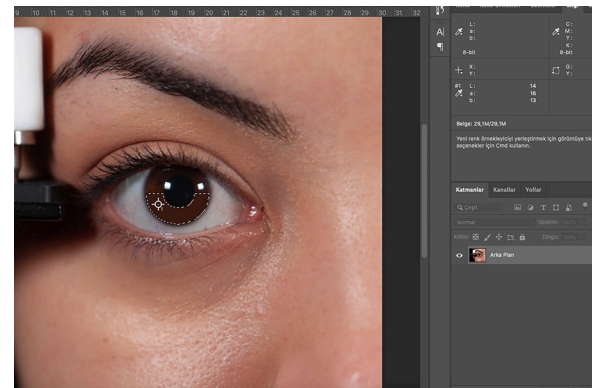 9 10 11 12 13 14 15 16 17 18 19 20 21 22 23 24 25 26 27 28 29 30 31 32
A|
L:
a:
b:
8-bit
C:
M:
Y:
K:
8-bit
X:
Y:
G:
Y:
#1 L: 14
a: 16
b: 13
Belge: 29,1M/29,1M
Yeni renk örnekleyiciyi yerleştirmek için görüntüye
seçenekler için Cmd kullanın.
Katmanlar Kanallar Yollar
Normal
Kilitle:
Arka Plan